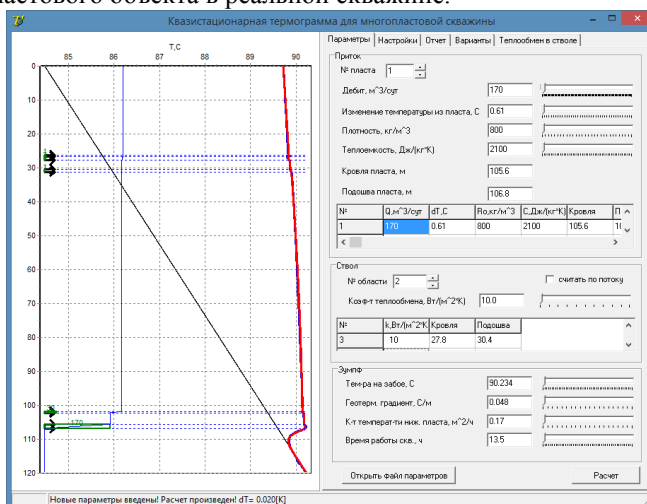 пластового объекта в реальной скважине.
Квазистационарная термограмма для многопластовой скважины
T,C
85 86 87 88 89 90
0
10
20
30
40
50
60
70
80
90
100
110
120
170
Параметры Настройки Отчет Варианты Теплообмен в стволе
Приток
№ пласта 1
Дебит, м^3/сут 170
Изменение температуры из пласта, С 0.61
Плотность, кг/м^3 800
Теплоемкость, Дж/(кг*К) 2100
Кровля пласта, м 105.6
Подошва пласта, м 106.8
№ Q,м^3/сут dT,C Ro,кг/м^3 С,Дж/(кг*К) Кровля П
1 170 0.61 800 2100 105.6 10
Ствол
№ области 2 считать по потоку
Коэф-т теплообмена, Вт/(м^2*К) 10.0
№ k,Вт/(м^2*К Кровля Подошва
3 10 27.8 30.4
Зумпф
Тем-ра на забое, С 90.234
Геотерм. градиент, С/м 0.048
К-т температ-ти ниж. пласта, м^2/ч 0.17
Время работы скв., ч 13.5
Открыть файл параметров Расчет
Новые параметры введены! Расчет произведен! dT= 0.020[K]